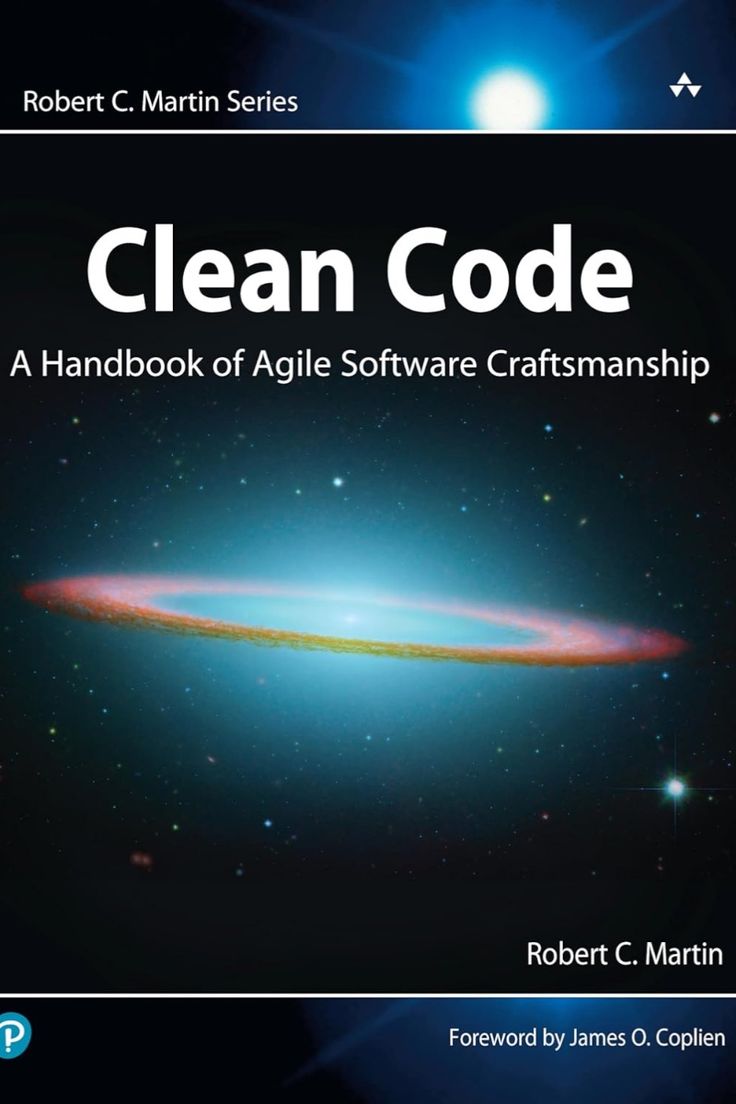 Robert C. Martin Series
Clean Code
A Handbook of Agile Software Craftsmanship
Robert C. Martin
Foreword by James O. Coplien